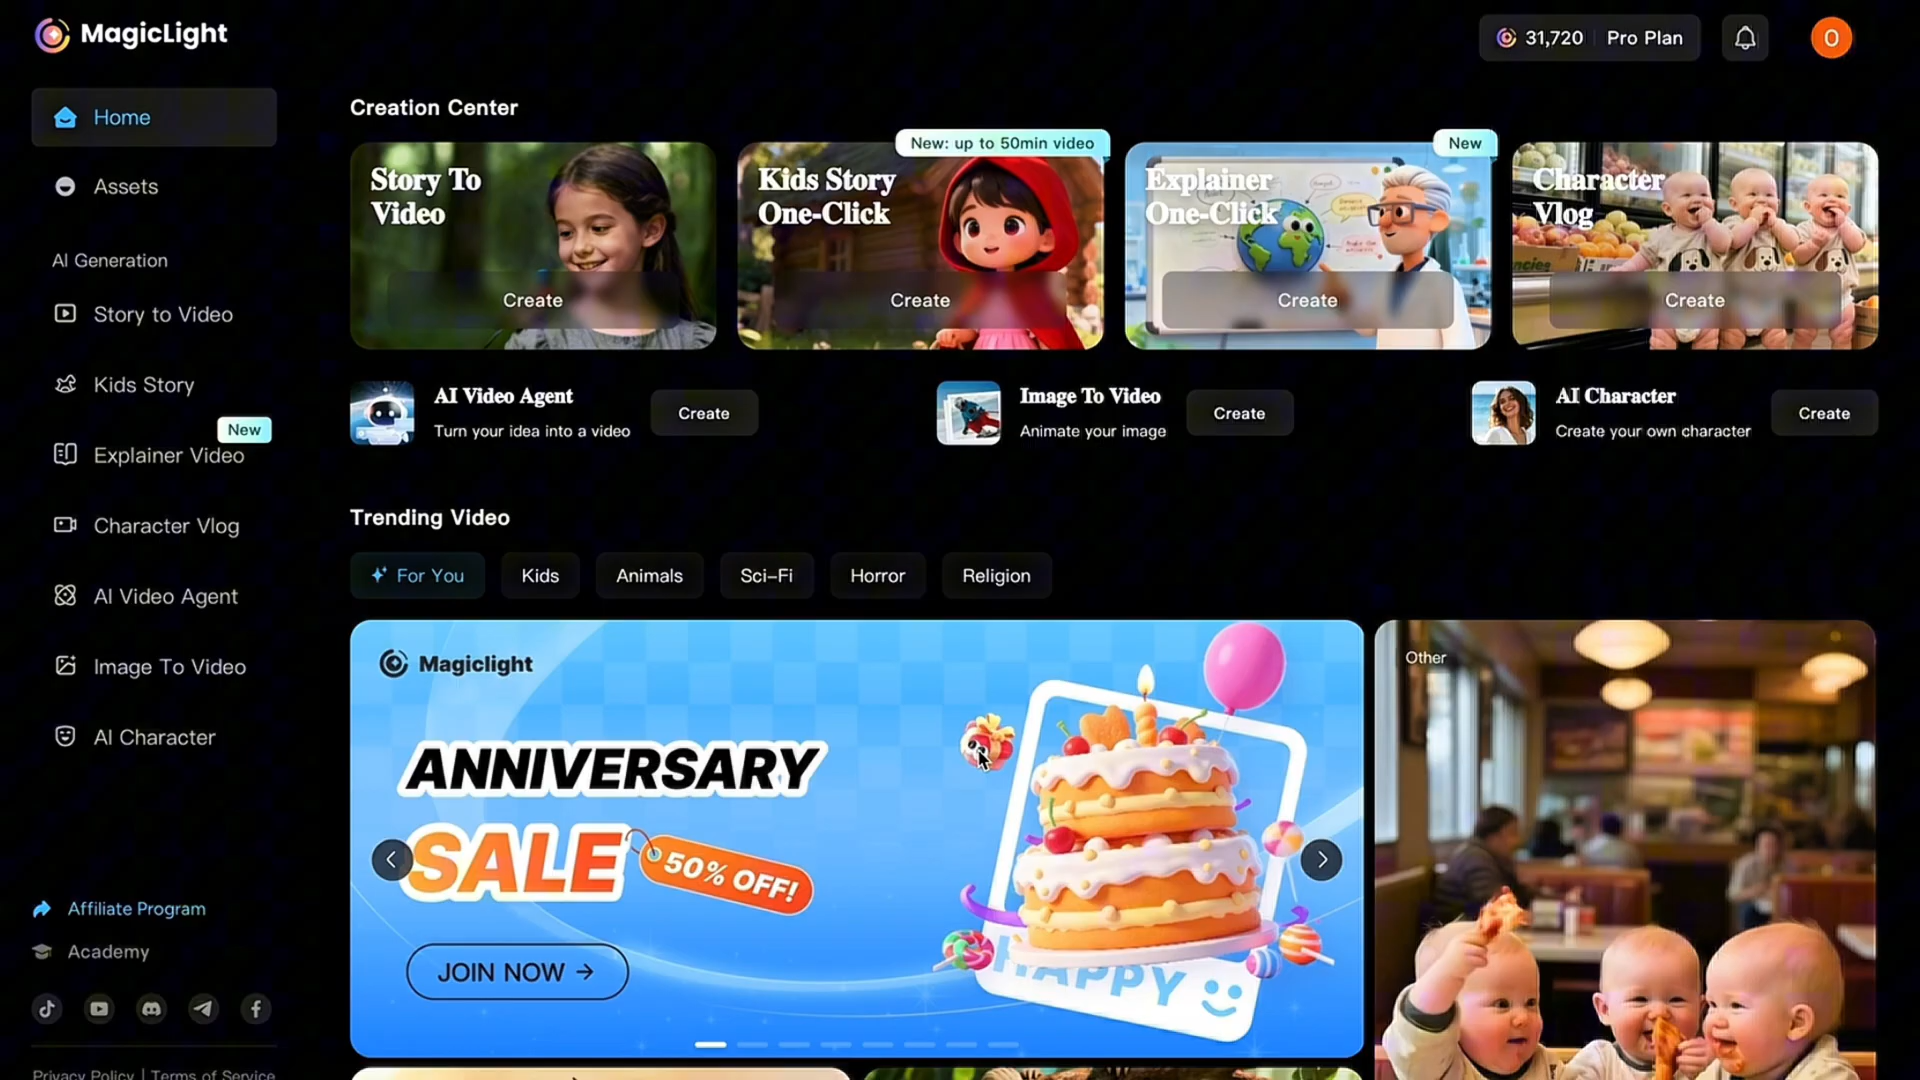 MagicLight
31,720
Pro Plan
O
Home
Assets
AI Generation
Story to Video
Kids Story
New
Explainer Video
Character Vlog
AI Video Agent
Image To Video
AI Character
Affiliate Program
Academy
Privacy Policy | Terms of Service
Creation Center
Story To
Video
Create
New: up to 50min video
Kids Story
One-Click
Create
New
Explainer
One-Click
Create
Character
Vlog
Create
AI Video Agent
Turn your idea into a video
Create
Image To Video
Animate your image
Create
AI Character
Create your own character
Create
Trending Video
For You
Kids
Animals
Sci-Fi
Horror
Religion
Magiclight
ANNIVERSARY
SALE
50% OFF!
JOIN NOW →
HAPPY
Other